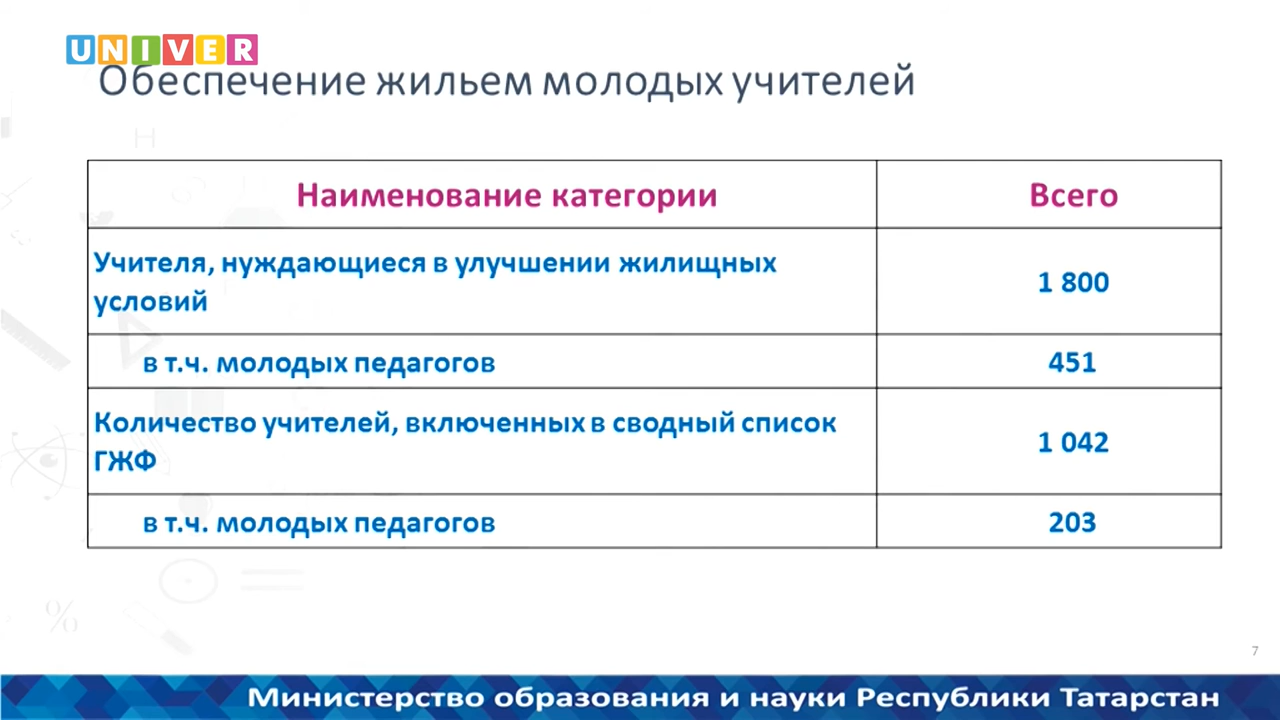 UNIVER
Обеспечение жильем молодых учителей
Наименование категории
Всего
Учителя, нуждающиеся в улучшении жилищных
условий
1 800
в т.ч. молодых педагогов
451
Количество учителей, включенных в сводный список
ГЖФ
1 042
в т.ч. молодых педагогов
203
7
Министерство образования и науки Республики Татарстан